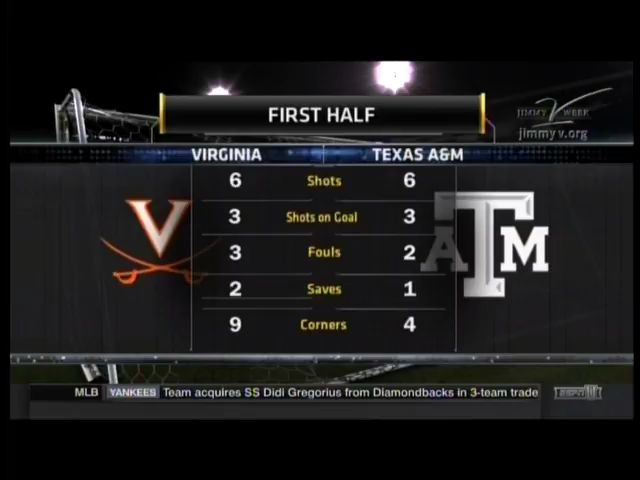 FIRST HALF
JIMMY V WEEK
jimmyv.org
VIRGINIA TEXAS A&M
6 Shots 6
3 Shots on Goal 3
3 Fouls 2
2 Saves 1
9 Corners 4
V
ATM
MLB YANKEES Team acquires SS Didi Gregorius from Diamondbacks in 3-team trade
ESPNU